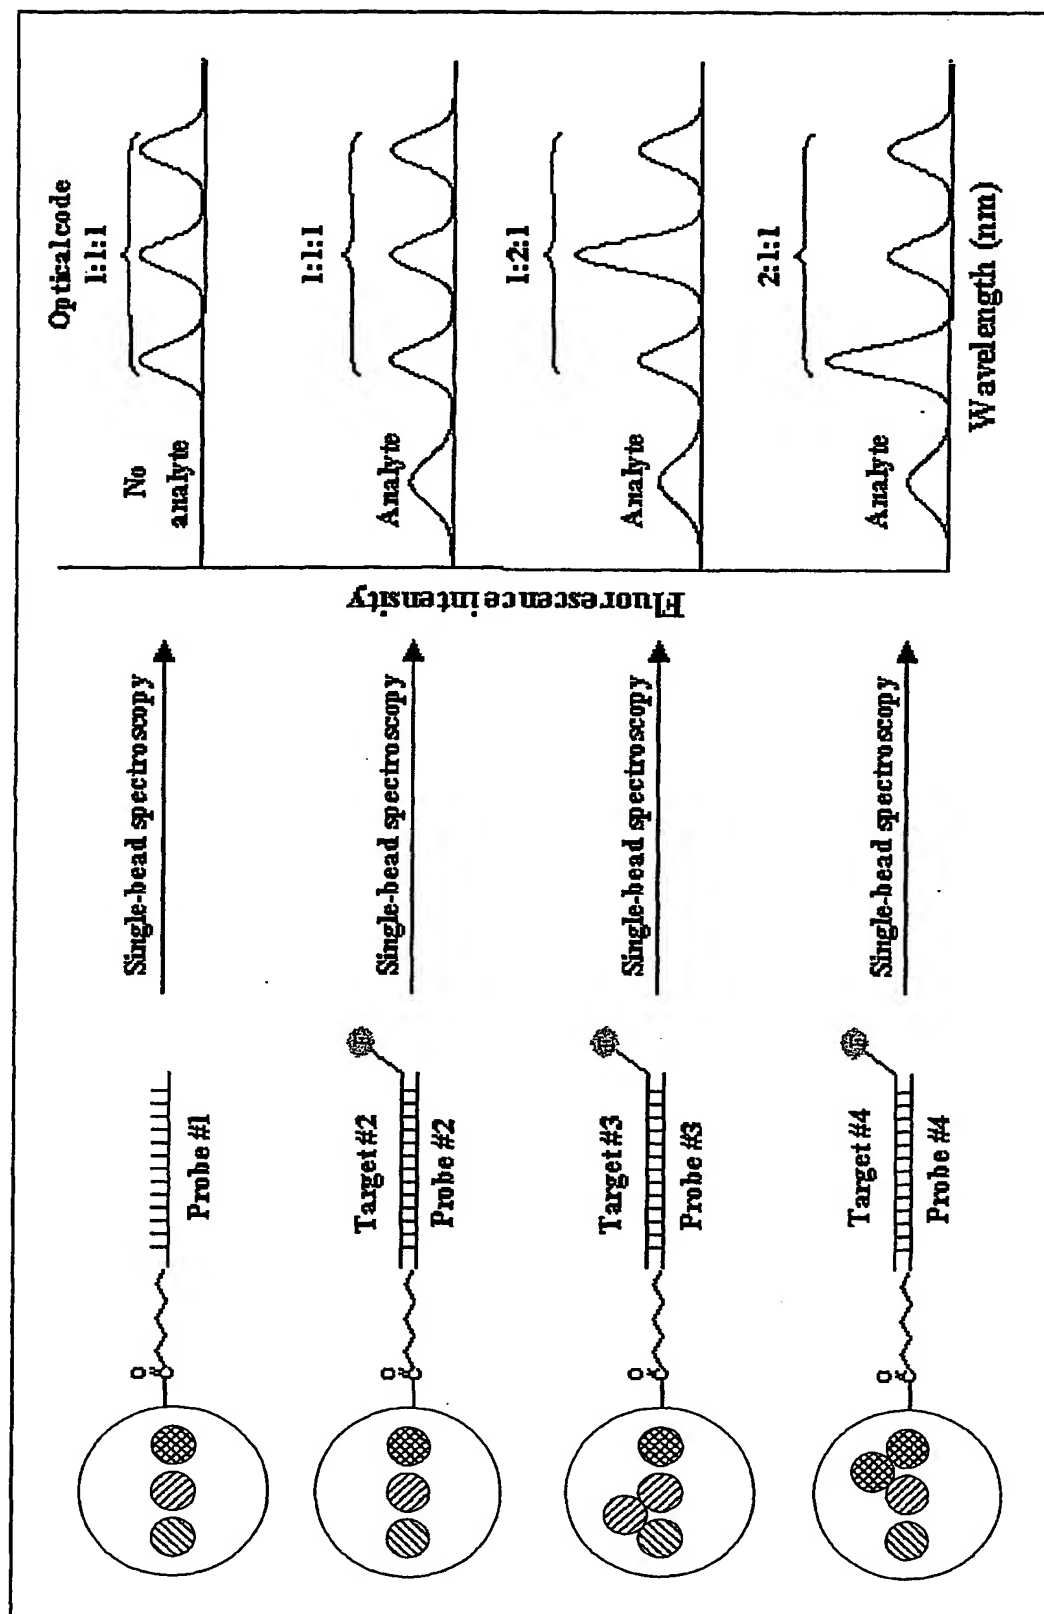 Optical code
1:1:1
No
analyte
Single-bead spectroscopy
O
C
Probe #1
1:1:1
Analyte
Single-bead spectroscopy
Target #2
O
C
Probe #2
1:2:1
Analyte
Single-bead spectroscopy
Target #3
O
C
Probe #3
2:1:1
Analyte
Single-bead spectroscopy
Target #4
O
C
Probe #4
Fluorescence intensity
Wavelength (nm)